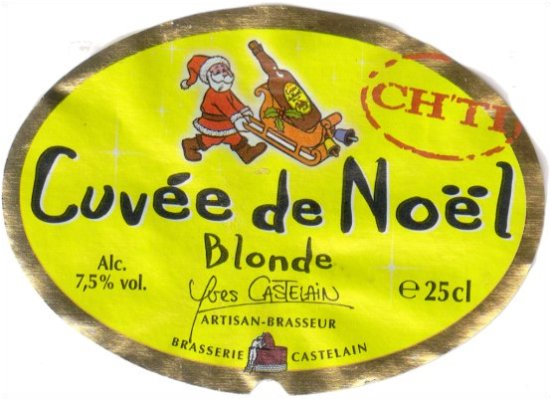 CH'TI
Cuvée de Noël
Blonde
Alc.
7,5% vol.
Yves CASTELAIN
e 25cl
ARTISAN-BRASSEUR
BRASSERIE CASTELAIN